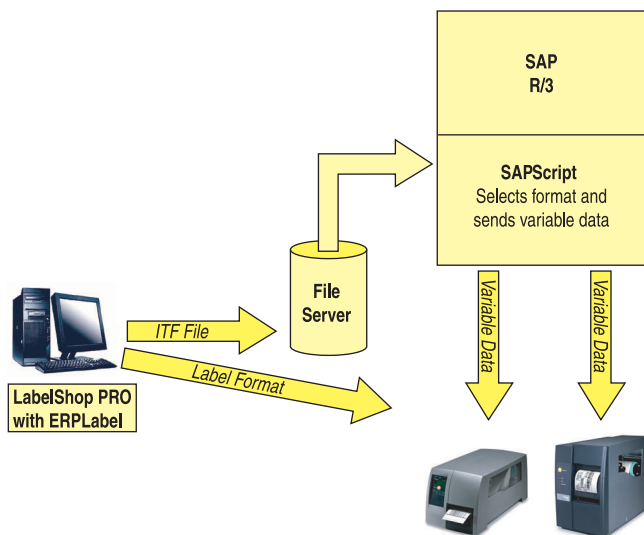 SAP
R/3
SAPScript
Selects format and
sends variable data
File
Server
ITF File
Label Format
LabelShop PRO
with ERPLabel
Variable Data
Variable Data